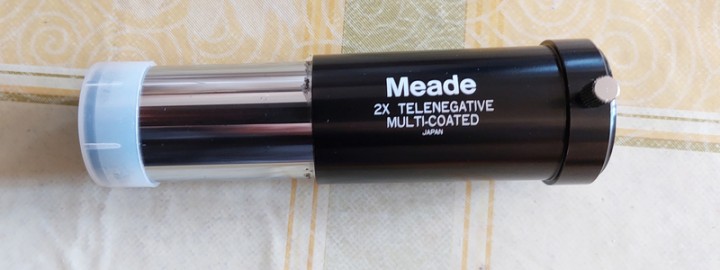 Meade
2X TELENEGATIVE
MULTI-COATED
JAPAN